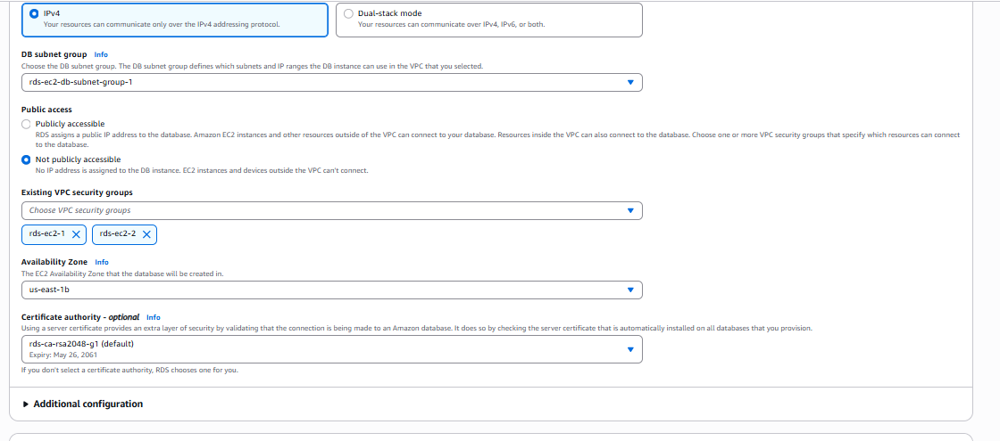 IPv4
Your resources can communicate only over the IPv4 addressing protocol.
Dual-stack mode
Your resources can communicate over IPv4, IPv6, or both.
DB subnet group Info
Choose the DB subnet group. The DB subnet group defines which subnets and IP ranges the DB instance can use in the VPC that you selected.
rds-ec2-db-subnet-group-1
Public access
Publicly accessible
RDS assigns a public IP address to the database. Amazon EC2 instances and other resources outside of the VPC can connect to your database. Resources inside the VPC can also connect to the database. Choose one or more VPC security groups that specify which resources can connect
to the database.
Not publicly accessible
No IP address is assigned to the DB instance. EC2 instances and devices outside the VPC can't connect.
Existing VPC security groups
Choose VPC security groups
rds-ec2-1 rds-ec2-2
Availability Zone Info
The EC2 Availability Zone that the database will be created in.
us-east-1b
Certificate authority - optional Info
Using a server certificate provides an extra layer of security by validating that the connection is being made to an Amazon database. It does so by checking the server certificate that is automatically installed on all databases that you provision.
rds-ca-rsa2048-g1 (default)
Expiry: May 26, 2061
If you don't select a certificate authority, RDS chooses one for you.
Additional configuration